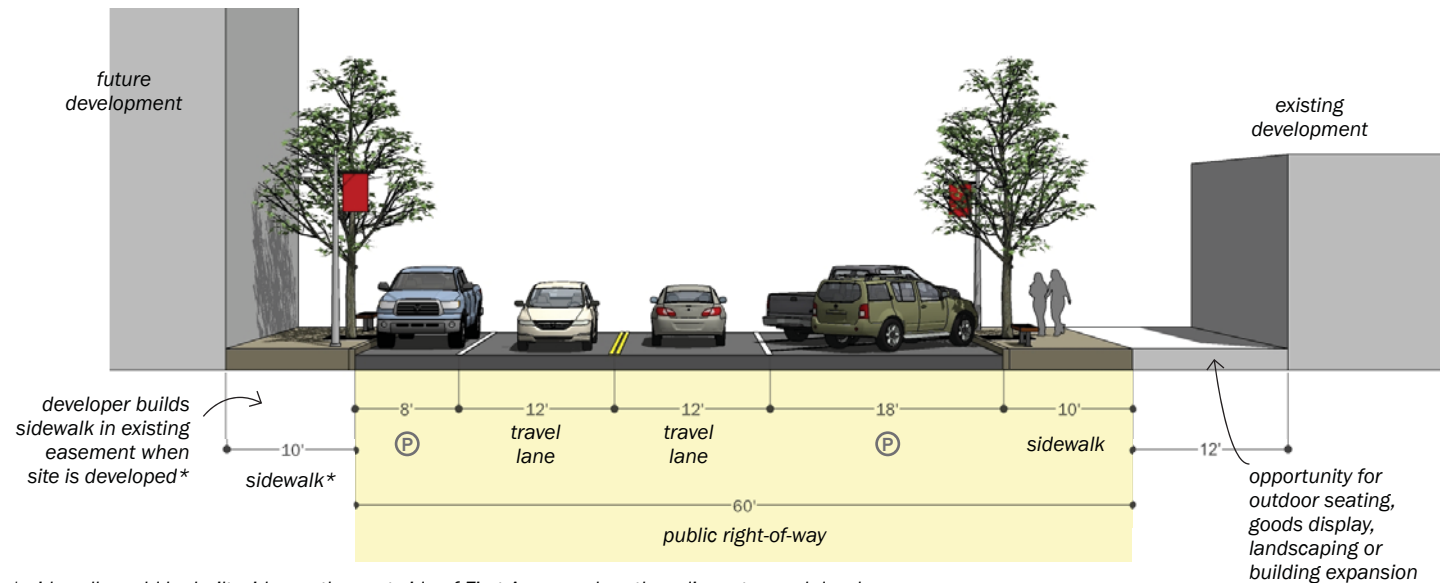 future
development
existing
development
developer builds
sidewalk in existing
easement when
site is developed*
10'
sidewalk*
8'
P
12'
travel
lane
12'
travel
lane
18'
P
10'
sidewalk
12'
60'
public right-of-way
opportunity for
outdoor seating,
goods display,
landscaping or
building expansion